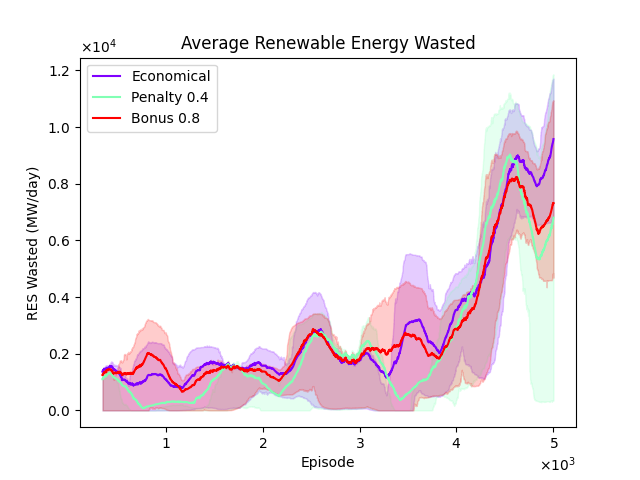 Average Renewable Energy Wasted
×10⁴
Economical
Penalty 0.4
Bonus 0.8
RES Wasted (MW/day)
1.2
1.0
0.8
0.6
0.4
0.2
0.0
1 2 3 4 5
Episode
×10³